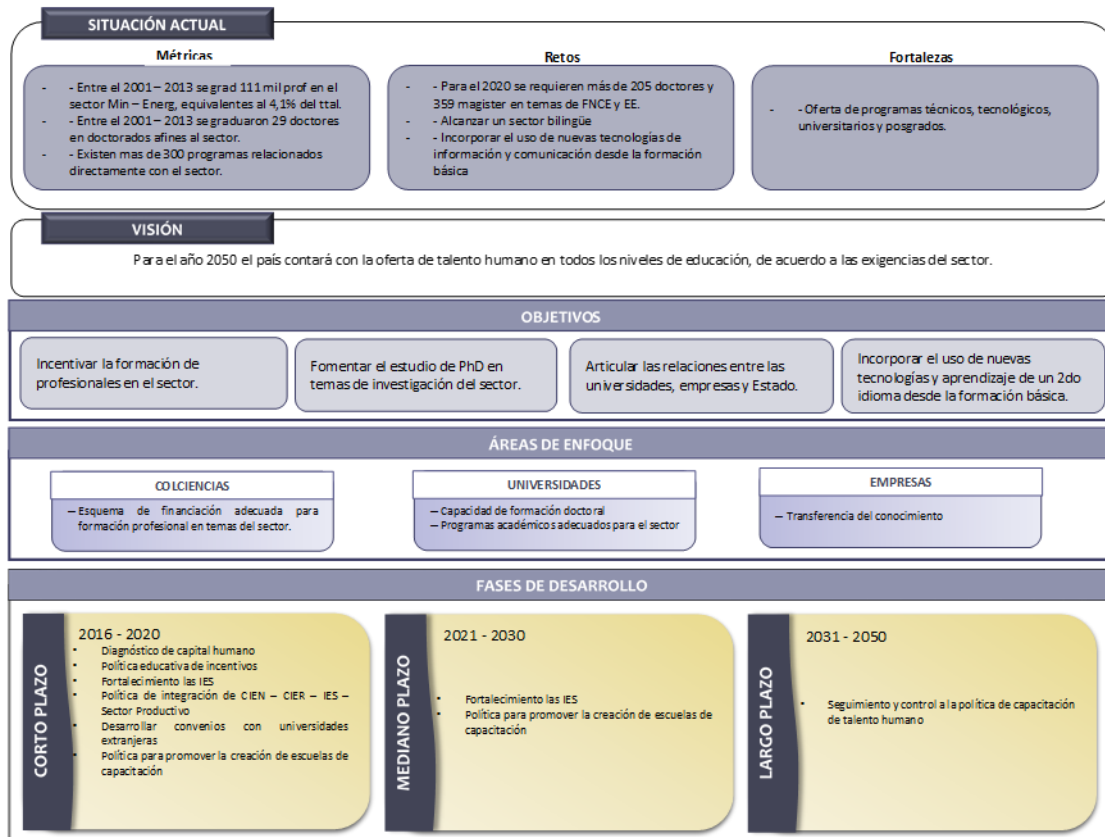 SITUACIÓN ACTUAL
Métricas
- - Entre el 2001 – 2013 se grad 111 mil prof en el
sector Min – Energ, equivalentes al 4,1% del ttal.
- - Entre el 2001 – 2013 se graduaron 29 doctores
en doctorados afines al sector.
- - Existen mas de 300 programas relacionados
directamente con el sector.
Retos
- - Para el 2020 se requieren más de 205 doctores y
359 magister en temas de FNCE y EE.
- - Alcanzar un sector bilingüe
- - Incorporar el uso de nuevas tecnologías de
información y comunicación desde la formación
básica
Fortalezas
- - Oferta de programas técnicos, tecnológicos,
universitarios y posgrados.
VISIÓN
Para el año 2050 el país contará con la oferta de talento humano en todos los niveles de educación, de acuerdo a las exigencias del sector.
OBJETIVOS
Incentivar la formación de
profesionales en el sector.
Fomentar el estudio de PhD en
temas de investigación del sector.
Articular las relaciones entre las
universidades, empresas y Estado.
Incorporar el uso de nuevas
tecnologías y aprendizaje de un 2do
idioma desde la formación básica.
ÁREAS DE ENFOQUE
COLCIENCIAS
— Esquema de financiación adecuada para
formación profesional en temas del sector.
UNIVERSIDADES
— Capacidad de formación doctoral
— Programas académicos adecuados para el sector
EMPRESAS
— Transferencia del conocimiento
FASES DE DESARROLLO
CORTO PLAZO
2016 - 2020
• Diagnóstico de capital humano
• Política educativa de incentivos
• Fortalecimiento las IES
• Política de integración de CIEN – CIER – IES –
Sector Productivo
• Desarrollar convenios con universidades
extranjeras
• Política para promover la creación de escuelas de
capacitación
MEDIANO PLAZO
2021 - 2030
• Fortalecimiento las IES
• Política para promover la creación de escuelas de
capacitación
LARGO PLAZO
2031 - 2050
• Seguimiento y control a la política de capacitación
de talento humano